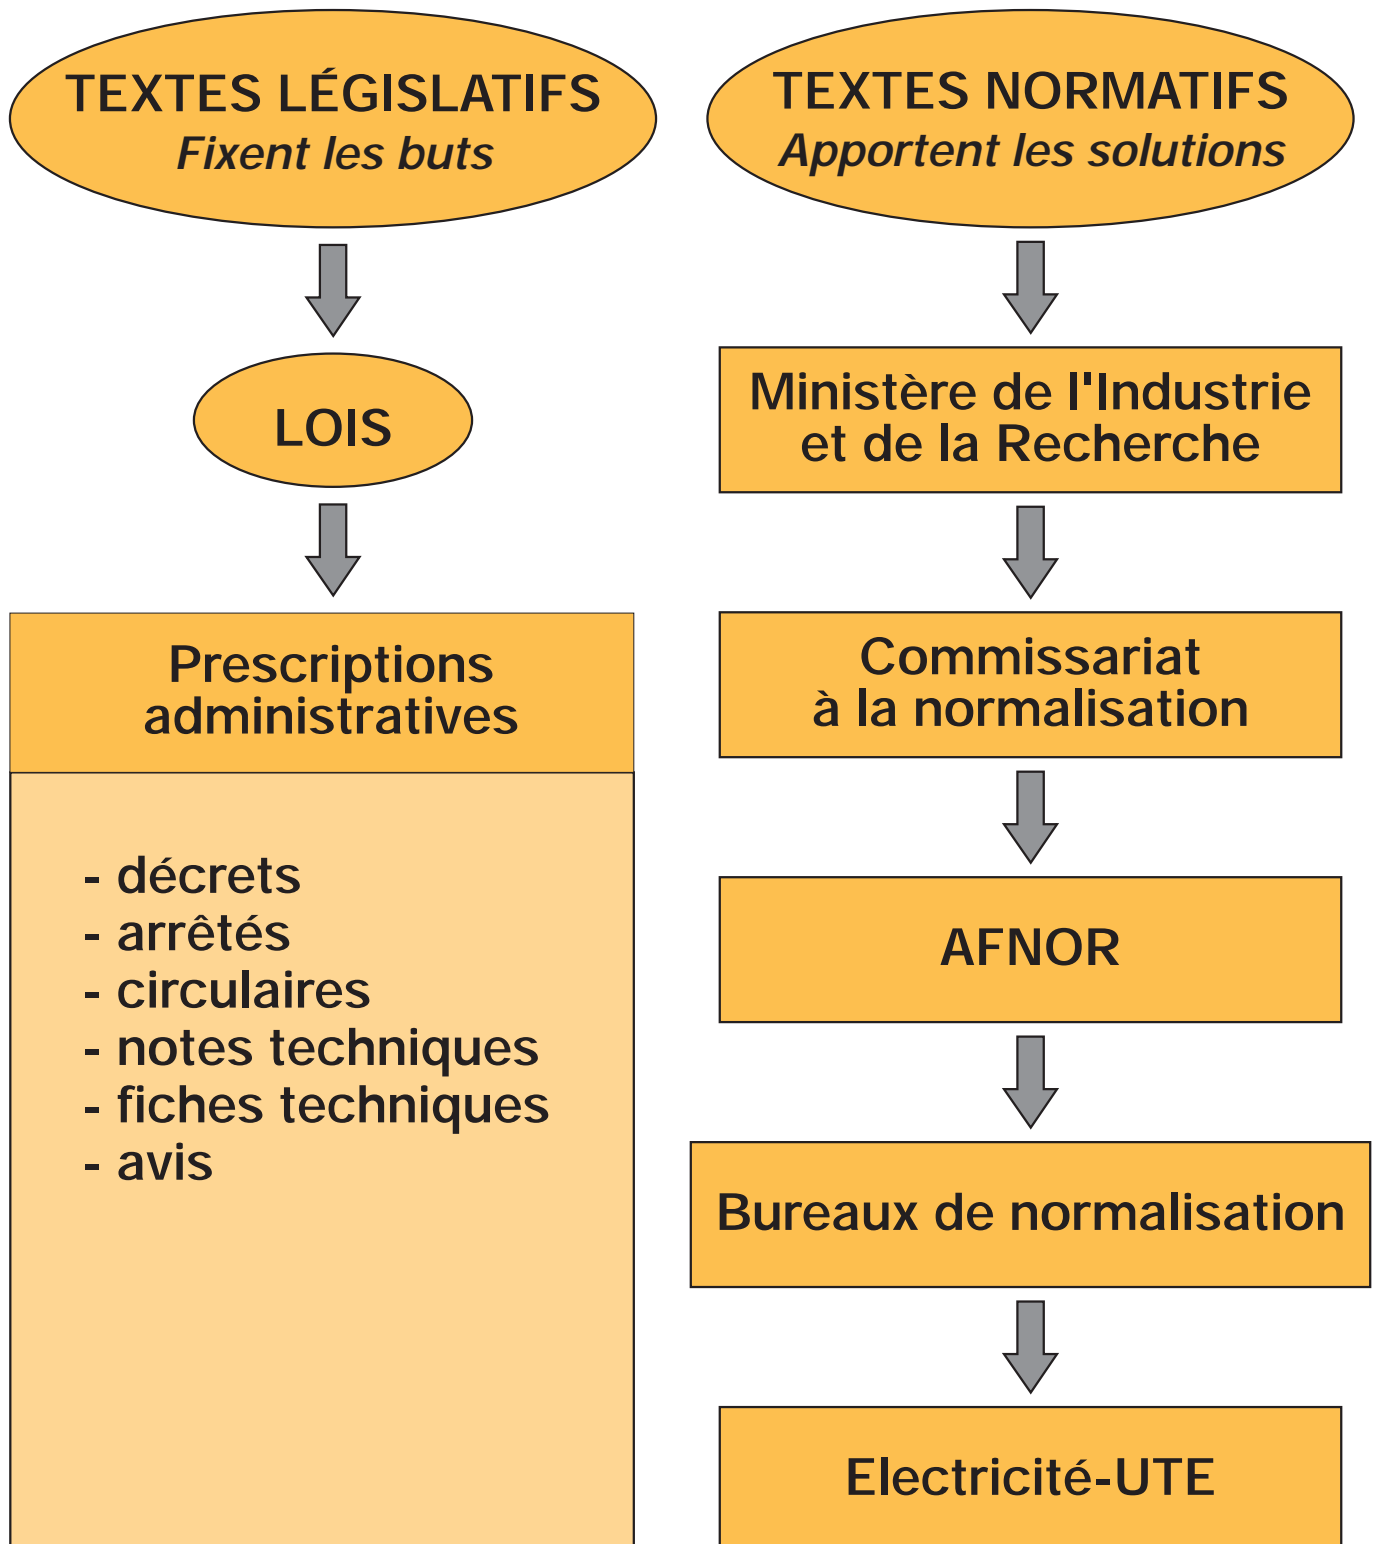 TEXTES LÉGISLATIFS
Fixent les buts
LOIS
Prescriptions
administratives
- décrets
- arrêtés
- circulaires
- notes techniques
- fiches techniques
- avis
TEXTES NORMATIFS
Apportent les solutions
Ministère de l'Industrie
et de la Recherche
Commissariat
à la normalisation
AFNOR
Bureaux de normalisation
Electricité-UTE